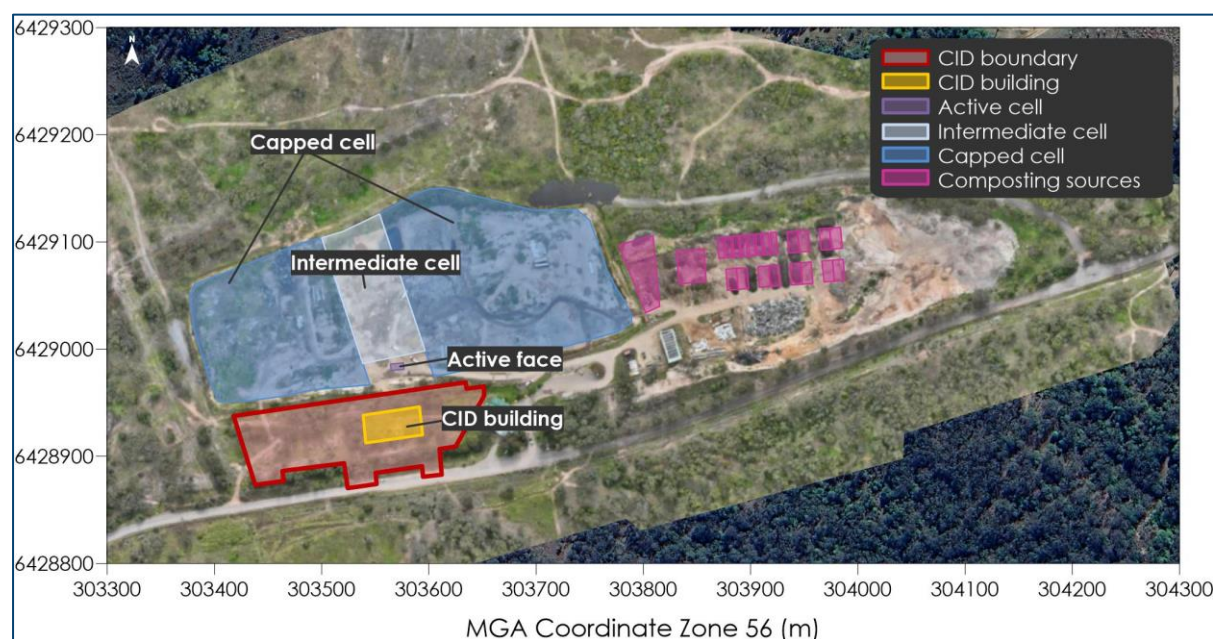 6429300
N
CID boundary
CID building
Active cell
Intermediate cell
Capped cell
Composting sources
6429200
Capped cell
6429100
Intermediate cell
6429000
Active face
CID building
6428900
6428800
303300 303400 303500 303600 303700 303800 303900 304000 304100 304200 304300
MGA Coordinate Zone 56 (m)